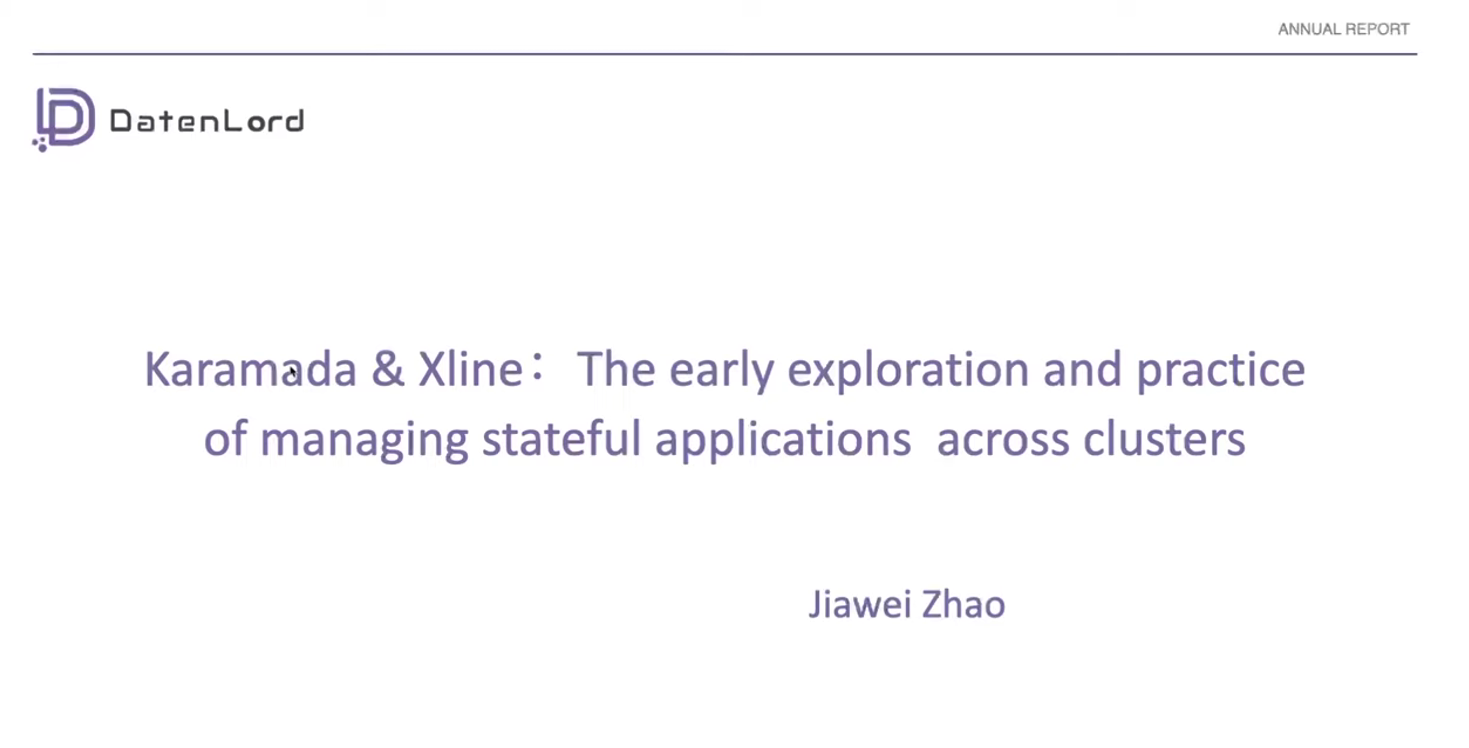 ANNUAL REPORT
DatenLord
Karamada & Xline： The early exploration and practice
of managing stateful applications  across clusters
Jiawei Zhao